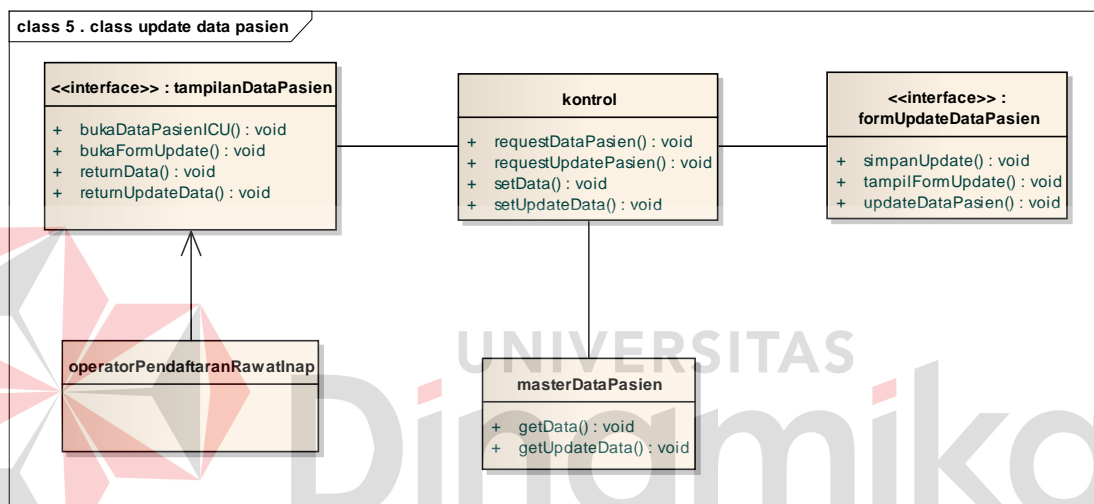 class 5 . class update data pasien
<<interface>> : tampilanDataPasien
+ bukaDataPasienICU() : void
+ bukaFormUpdate() : void
+ returnData() : void
+ returnUpdateData() : void
kontrol
+ requestDataPasien() : void
+ requestUpdatePasien() : void
+ setData() : void
+ setUpdateData() : void
<<interface>> :
formUpdateDataPasien
+ simpanUpdate() : void
+ tampilFormUpdate() : void
+ updateDataPasien() : void
operatorPendaftaranRawatInap
masterDataPasien
+ getData() : void
+ getUpdateData() : void
UNIVERSITAS
Dinamika